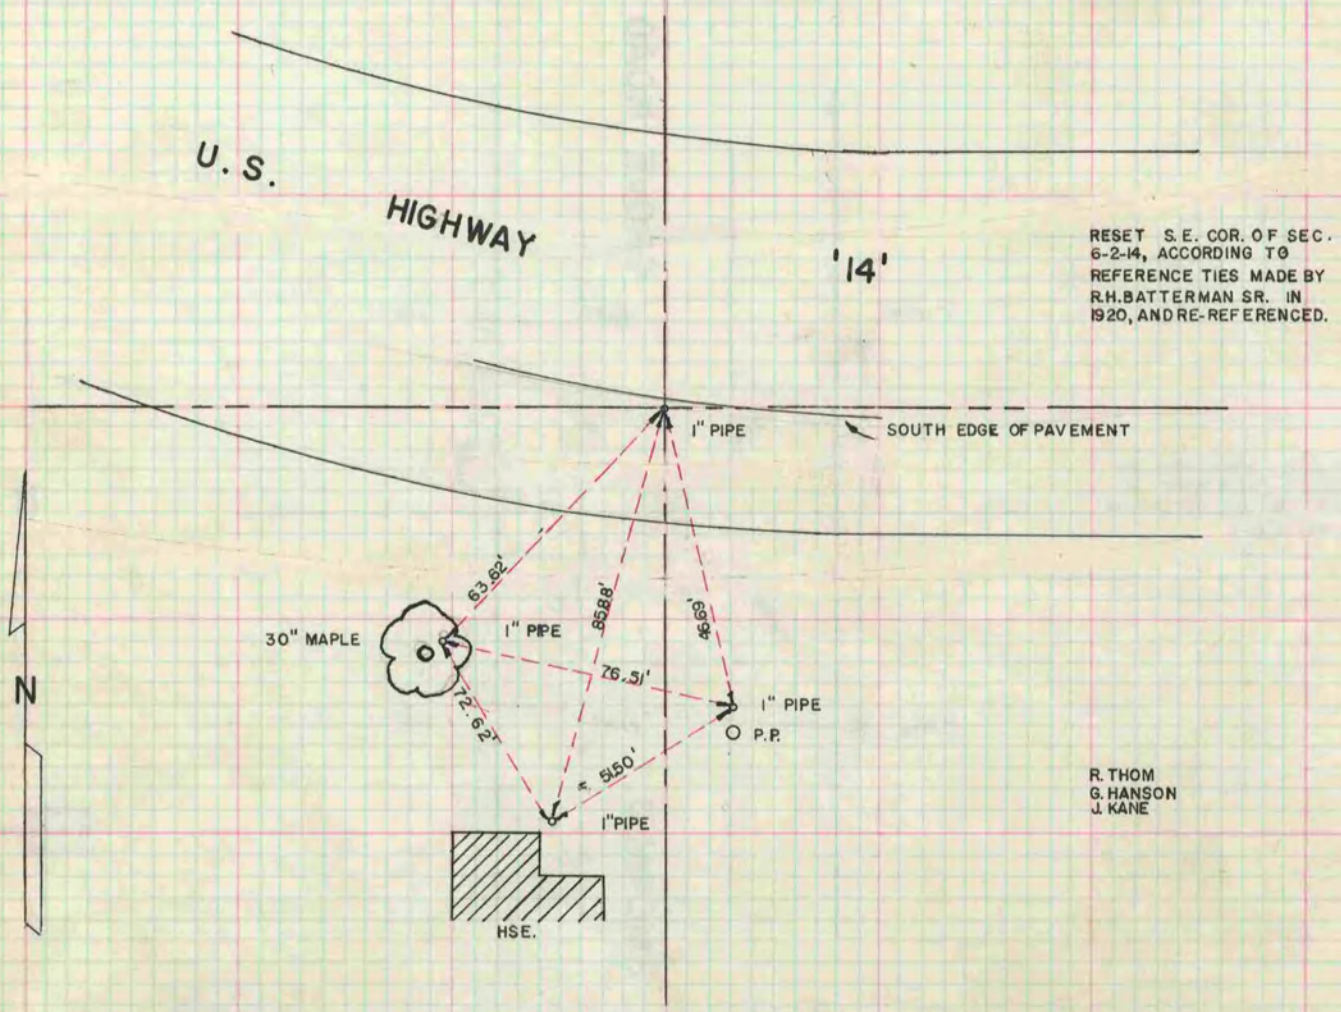 U.S.
HIGHWAY
'14'
RESET S.E. COR. OF SEC.
6-2-14, ACCORDING TO
REFERENCE TIES MADE BY
R.H. BATTERMAN SR. IN
1920, AND RE-REFERENCED.
1" PIPE
SOUTH EDGE OF PAVEMENT
63.62'
85.88'
46.69'
30" MAPLE
1" PIPE
76.51'
72.62'
1" PIPE
P.P.
51.50'
1" PIPE
HSE.
N
R. THOM
G. HANSON
J. KANE